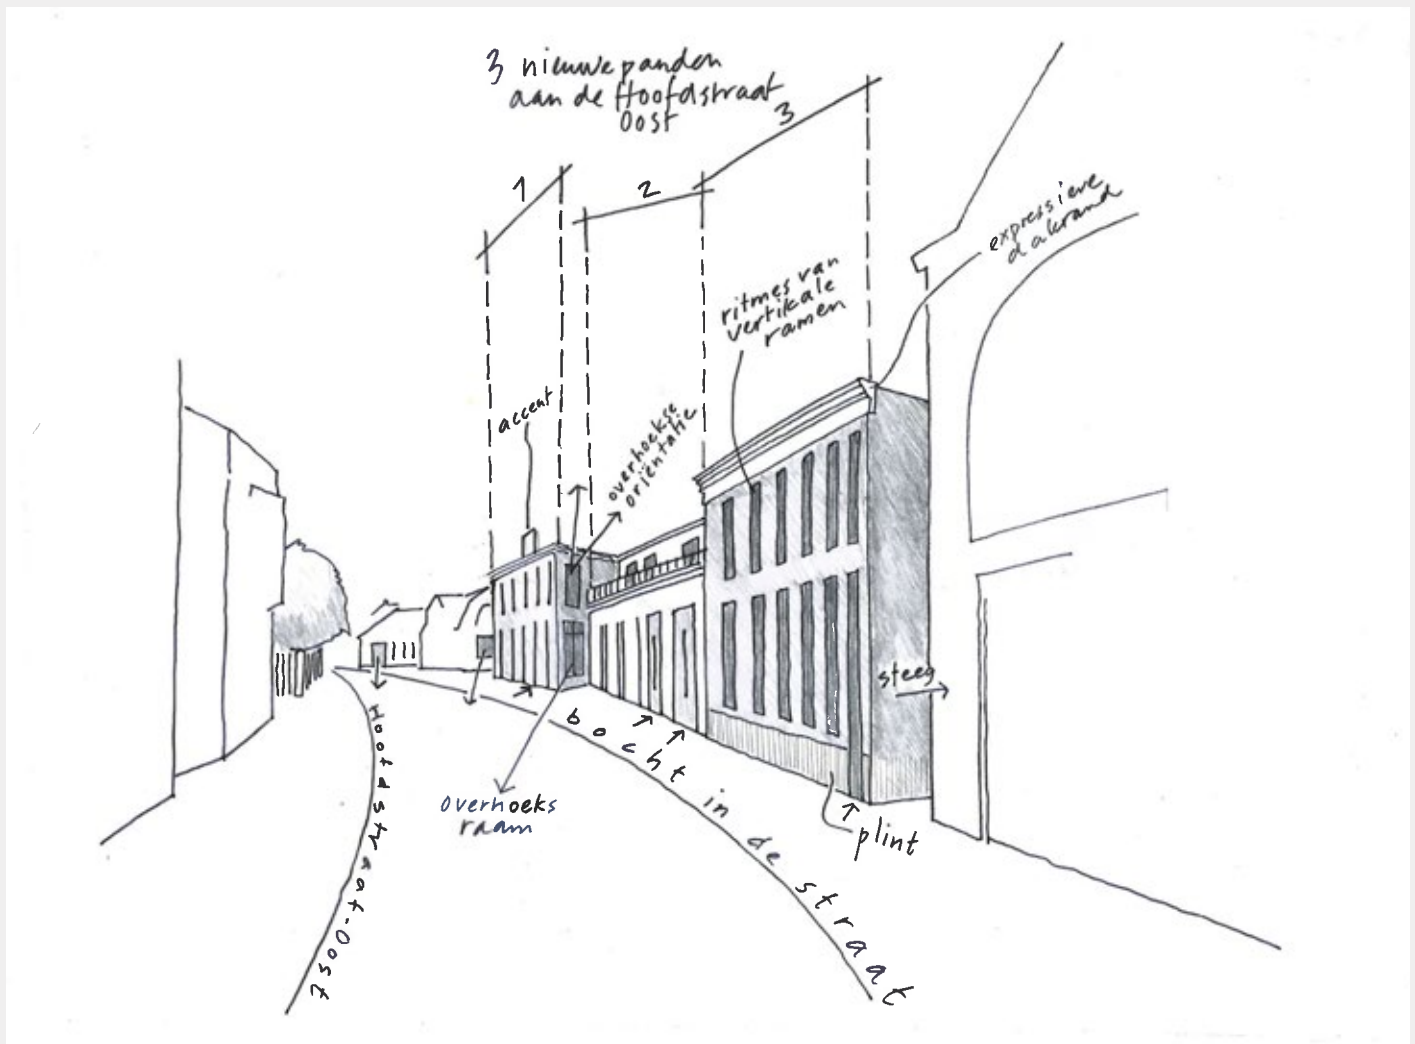 3 nieuwe panden
aan de Hoofdstraat
Oost
1
2
3
expressieve
dakrand
ritmes van
vertikale
ramen
accent
overhoekse
oriëntatie
steeg
Hoofdstraat-Oost
bocht in de straat
overhoeks
raam
plint